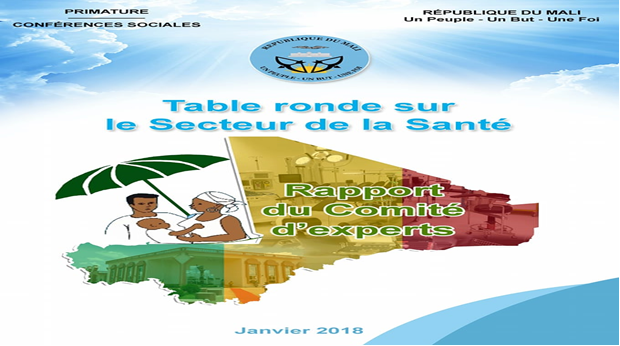 PRIMATURE
CONFÉRENCES SOCIALES
RÉPUBLIQUE DU MALI
Un Peuple - Un But - Une Foi
RÉPUBLIQUE DU MALI
UN PEUPLE - UN BUT - UNE FOI
Table ronde sur
le Secteur de la Santé
Rapport
du Comité
d'experts
Janvier 2018